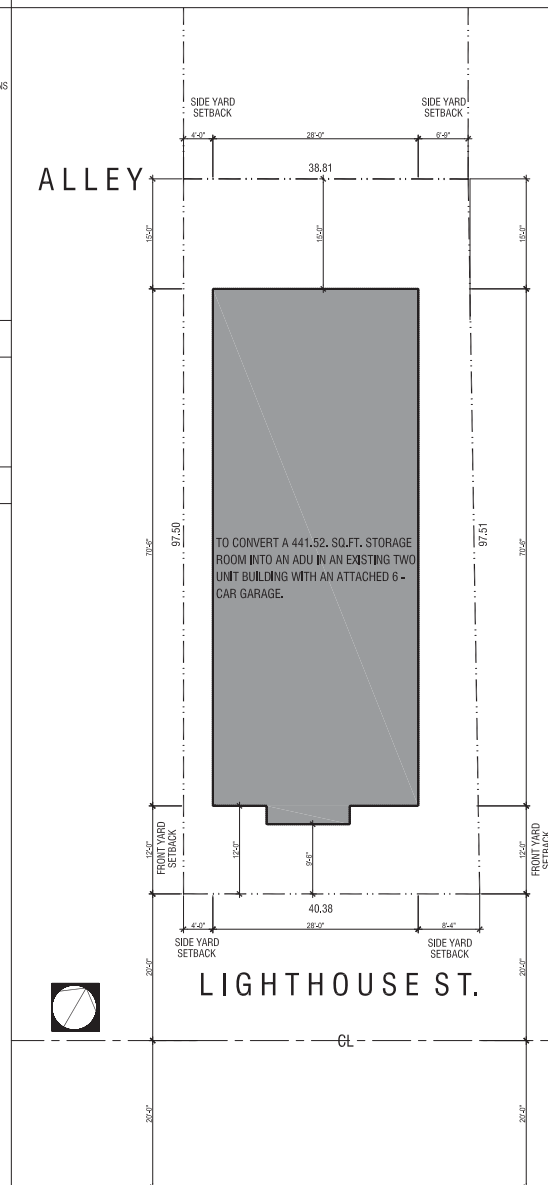 NS
SIDE YARD
SETBACK
SIDE YARD
SETBACK
4'-0"
28'-0"
6'-9"
ALLEY
38.81
15'-0"
15'-0"
15'-0"
97.50
97.51
70'-6"
70'-6"
TO CONVERT A 441.52. SQ.FT. STORAGE
ROOM INTO AN ADU IN AN EXISTING TWO
UNIT BUILDING WITH AN ATTACHED 6 -
CAR GARAGE.
12'-0"
FRONT YARD
SETBACK
12'-0"
9'-6"
12'-0"
FRONT YARD
SETBACK
40.38
4'-0"
28'-0"
8'-4"
SIDE YARD
SETBACK
SIDE YARD
SETBACK
20'-0"
20'-0"
LIGHTHOUSE ST.
CL
20'-0"
20'-0"